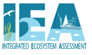 IEA
INTEGRATED ECOSYSTEM ASSESSMENT